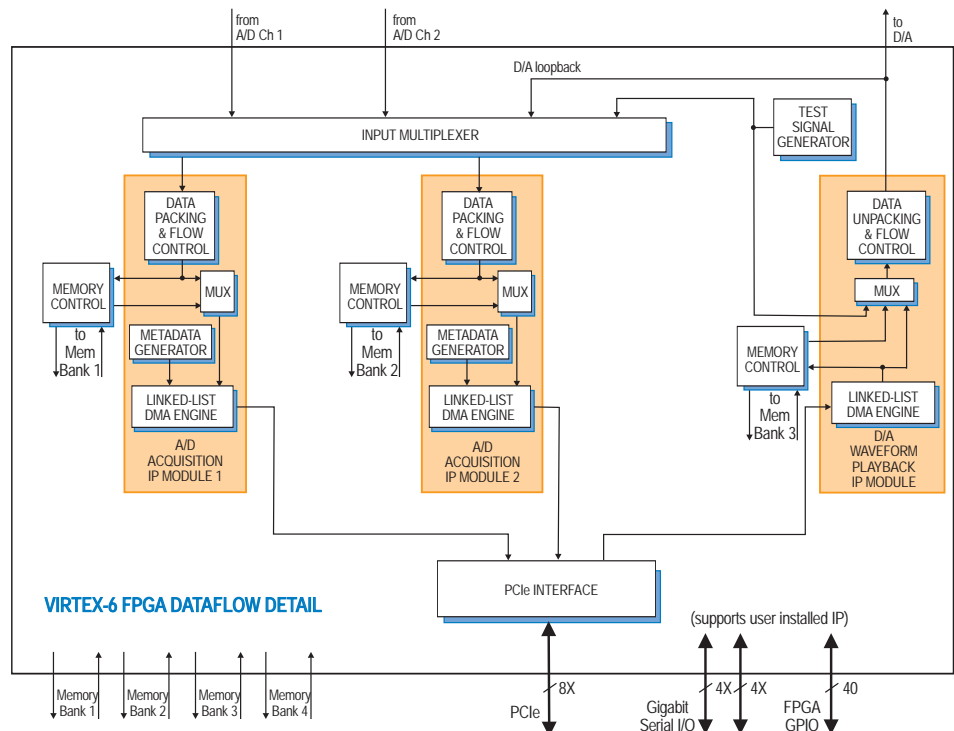 from
A/D Ch 1
from
A/D Ch 2
to
D/A
D/A loopback
INPUT MULTIPLEXER
TEST
SIGNAL
GENERATOR
DATA
PACKING
& FLOW
CONTROL
MEMORY
CONTROL
MUX
to
Mem
Bank 1
METADATA
GENERATOR
LINKED-LIST
DMA ENGINE
A/D
ACQUISITION
IP MODULE 1
DATA
PACKING
& FLOW
CONTROL
MEMORY
CONTROL
MUX
to
Mem
Bank 2
METADATA
GENERATOR
LINKED-LIST
DMA ENGINE
A/D
ACQUISITION
IP MODULE 2
DATA
UNPACKING
& FLOW
CONTROL
MUX
MEMORY
CONTROL
to
Mem
Bank 3
LINKED-LIST
DMA ENGINE
D/A
WAVEFORM
PLAYBACK
IP MODULE
PCIe INTERFACE
VIRTEX-6 FPGA DATAFLOW DETAIL
(supports user installed IP)
Memory
Bank 1
Memory
Bank 2
Memory
Bank 3
Memory
Bank 4
8X
PCIe
4X
4X
Gigabit
Serial I/O
40
FPGA
GPIO